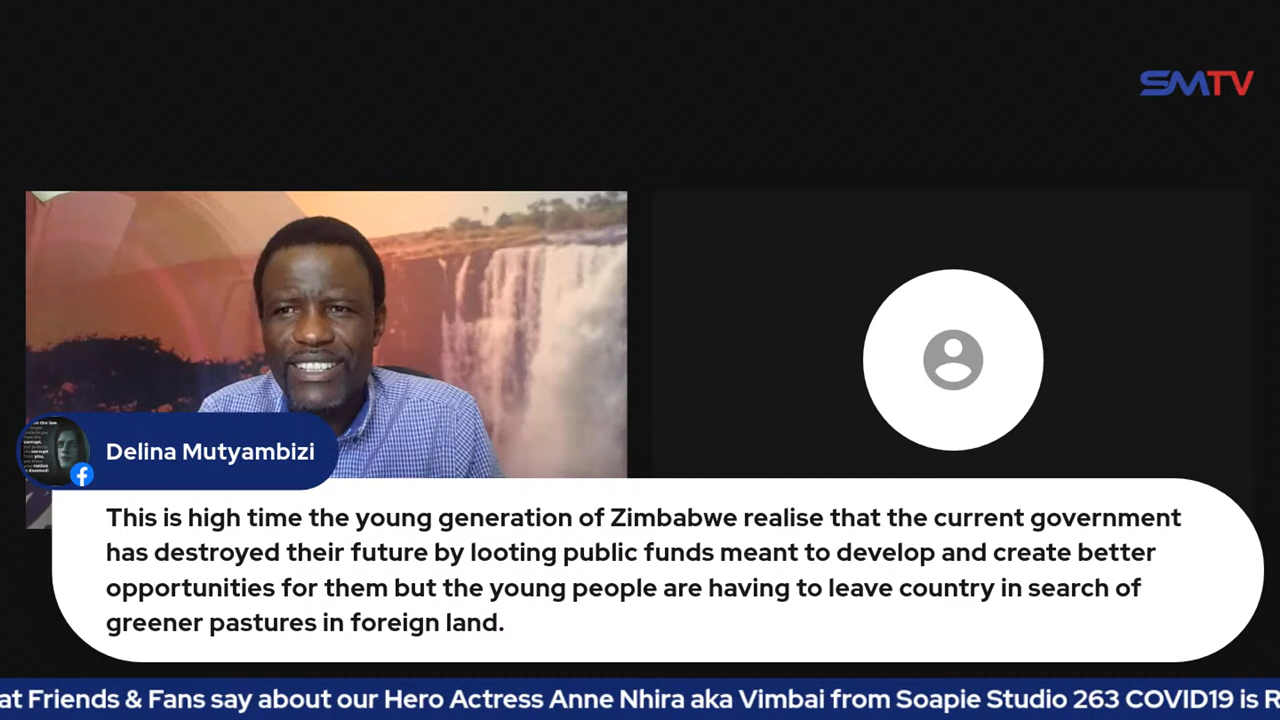 SMTV
Delina Mutyambizi
This is high time the young generation of Zimbabwe realise that the current government
has destroyed their future by looting public funds meant to develop and create better
opportunities for them but the young people are having to leave country in search of
greener pastures in foreign land.
at Friends & Fans say about our Hero Actress Anne Nhira aka Vimbai from Soapie Studio 263 COVID19 is R